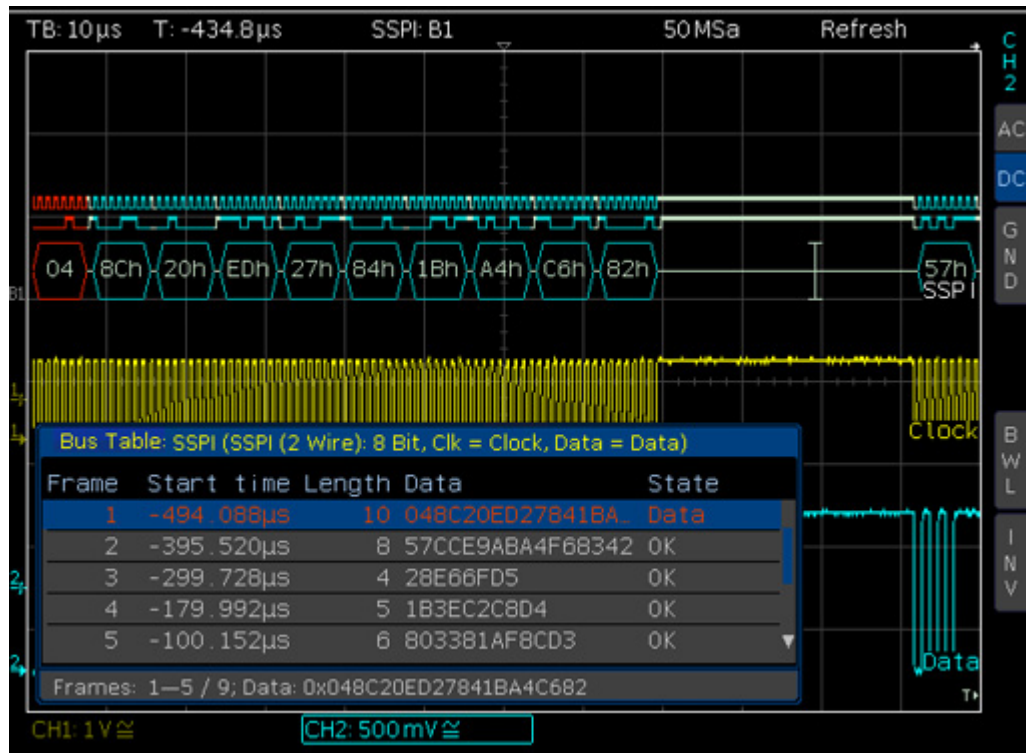 TB: 10µs T: -434.8µs SSPI: B1 50MSa Refresh
CH2
AC
DC
GND
04 8Ch 20h EDh 27h 84h 1Bh A4h C6h 82h 57h
B1
SSPI
1
1
Clock
BWL
Bus Table: SSPI (SSPI (2 Wire): 8 Bit, Clk = Clock, Data = Data)
Frame Start time Length Data State
1 -494.088µs 10 048C20ED27841BA… Data
2 -395.520µs 8 57CCE9ABA4F68342 OK
3 -299.728µs 4 28E66FD5 OK
4 -179.992µs 5 1B3EC2C8D4 OK
5 -100.152µs 6 803381AF8CD3 OK
INV
2
2
Data
Frames: 1—5 / 9; Data: 0x048C20ED27841BA4C682
T
CH1: 1V≅ CH2: 500mV≅